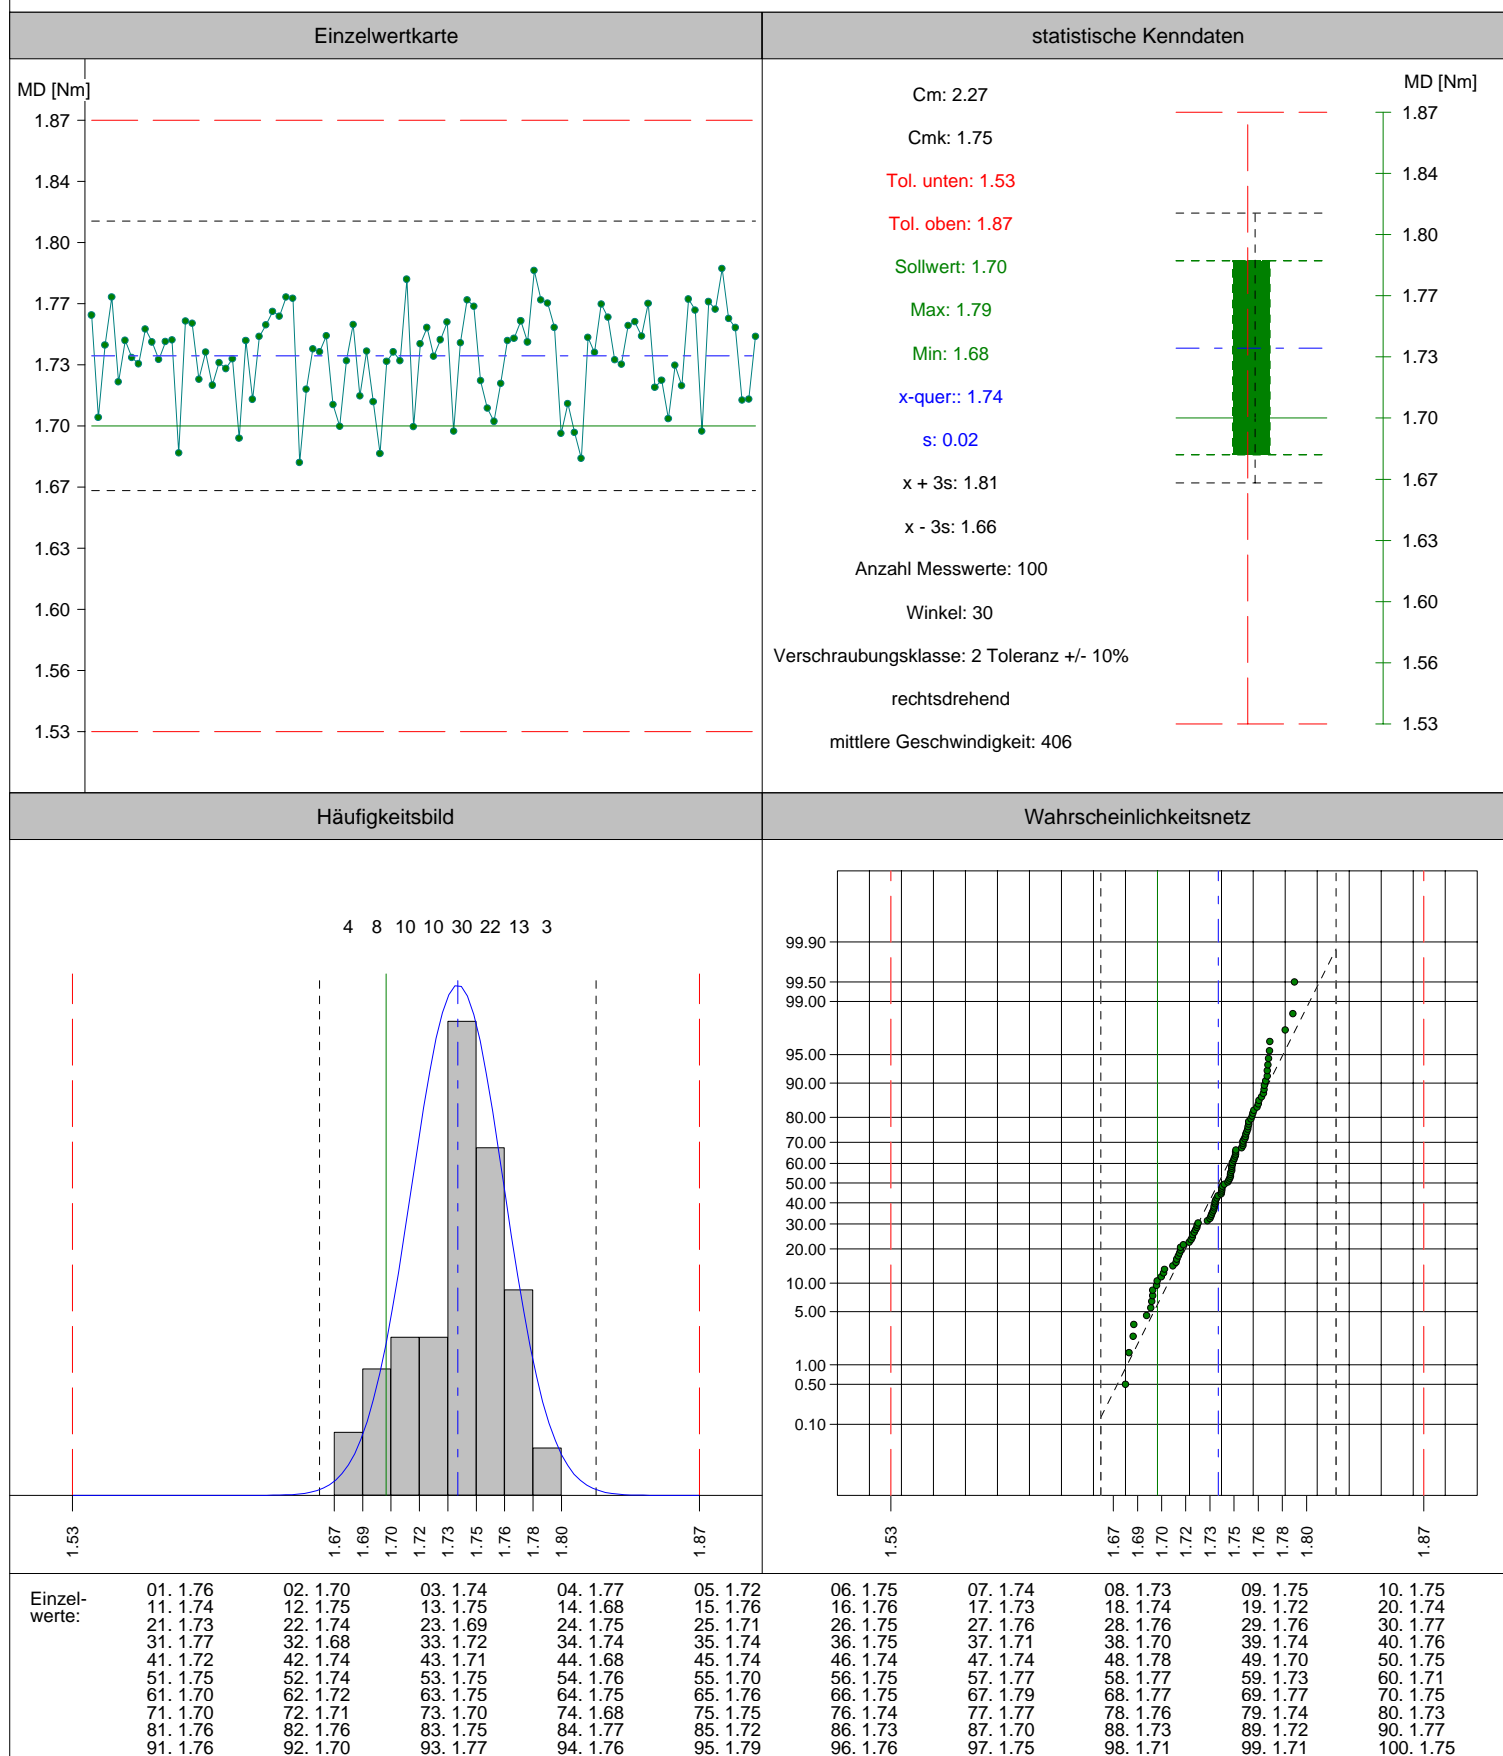 Einzelwertkarte
MD [Nm]
1.87
1.84
1.80
1.77
1.73
1.70
1.67
1.63
1.60
1.56
1.53
statistische Kenndaten
Cm: 2.27
Cmk: 1.75
Tol. unten: 1.53
Tol. oben: 1.87
Sollwert: 1.70
Max: 1.79
Min: 1.68
x-quer:: 1.74
s: 0.02
x + 3s: 1.81
x - 3s: 1.66
Anzahl Messwerte: 100
Winkel: 30
Verschraubungsklasse: 2 Toleranz +/- 10%
rechtsdrehend
mittlere Geschwindigkeit: 406
MD [Nm]
1.87
1.84
1.80
1.77
1.73
1.70
1.67
1.63
1.60
1.56
1.53
Häufigkeitsbild
4 8 10 10 30 22 13 3
1.53 1.67 1.69 1.70 1.72 1.73 1.75 1.76 1.78 1.80 1.87
Wahrscheinlichkeitsnetz
99.90
99.50
99.00
95.00
90.00
80.00
70.00
60.00
50.00
40.00
30.00
20.00
10.00
5.00
1.00
0.50
0.10
1.53 1.67 1.69 1.70 1.72 1.73 1.75 1.76 1.78 1.80 1.87
Einzel-
werte:
01. 1.76 02. 1.70 03. 1.74 04. 1.77 05. 1.72 06. 1.75 07. 1.74 08. 1.73 09. 1.75 10. 1.75
11. 1.74 12. 1.75 13. 1.75 14. 1.68 15. 1.76 16. 1.76 17. 1.73 18. 1.74 19. 1.72 20. 1.74
21. 1.73 22. 1.74 23. 1.69 24. 1.75 25. 1.71 26. 1.75 27. 1.76 28. 1.76 29. 1.76 30. 1.77
31. 1.77 32. 1.68 33. 1.72 34. 1.74 35. 1.74 36. 1.75 37. 1.71 38. 1.70 39. 1.74 40. 1.76
41. 1.72 42. 1.74 43. 1.71 44. 1.68 45. 1.74 46. 1.74 47. 1.74 48. 1.78 49. 1.70 50. 1.75
51. 1.75 52. 1.74 53. 1.75 54. 1.76 55. 1.70 56. 1.75 57. 1.77 58. 1.77 59. 1.73 60. 1.71
61. 1.70 62. 1.72 63. 1.75 64. 1.75 65. 1.76 66. 1.75 67. 1.79 68. 1.77 69. 1.77 70. 1.75
71. 1.70 72. 1.71 73. 1.70 74. 1.68 75. 1.75 76. 1.74 77. 1.77 78. 1.76 79. 1.74 80. 1.73
81. 1.76 82. 1.76 83. 1.75 84. 1.77 85. 1.72 86. 1.73 87. 1.70 88. 1.73 89. 1.72 90. 1.77
91. 1.76 92. 1.70 93. 1.77 94. 1.76 95. 1.79 96. 1.76 97. 1.75 98. 1.71 99. 1.71 100. 1.75